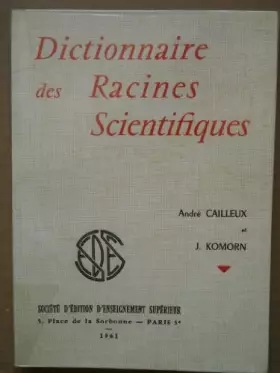 Dictionnaire
des Racines
Scientifiques
André CAILLEUX
et
J. KOMORN
SEDES
SOCIÉTÉ D'ÉDITION D'ENSEIGNEMENT SUPÉRIEUR
5, Place de la Sorbonne — PARIS 5e
1961